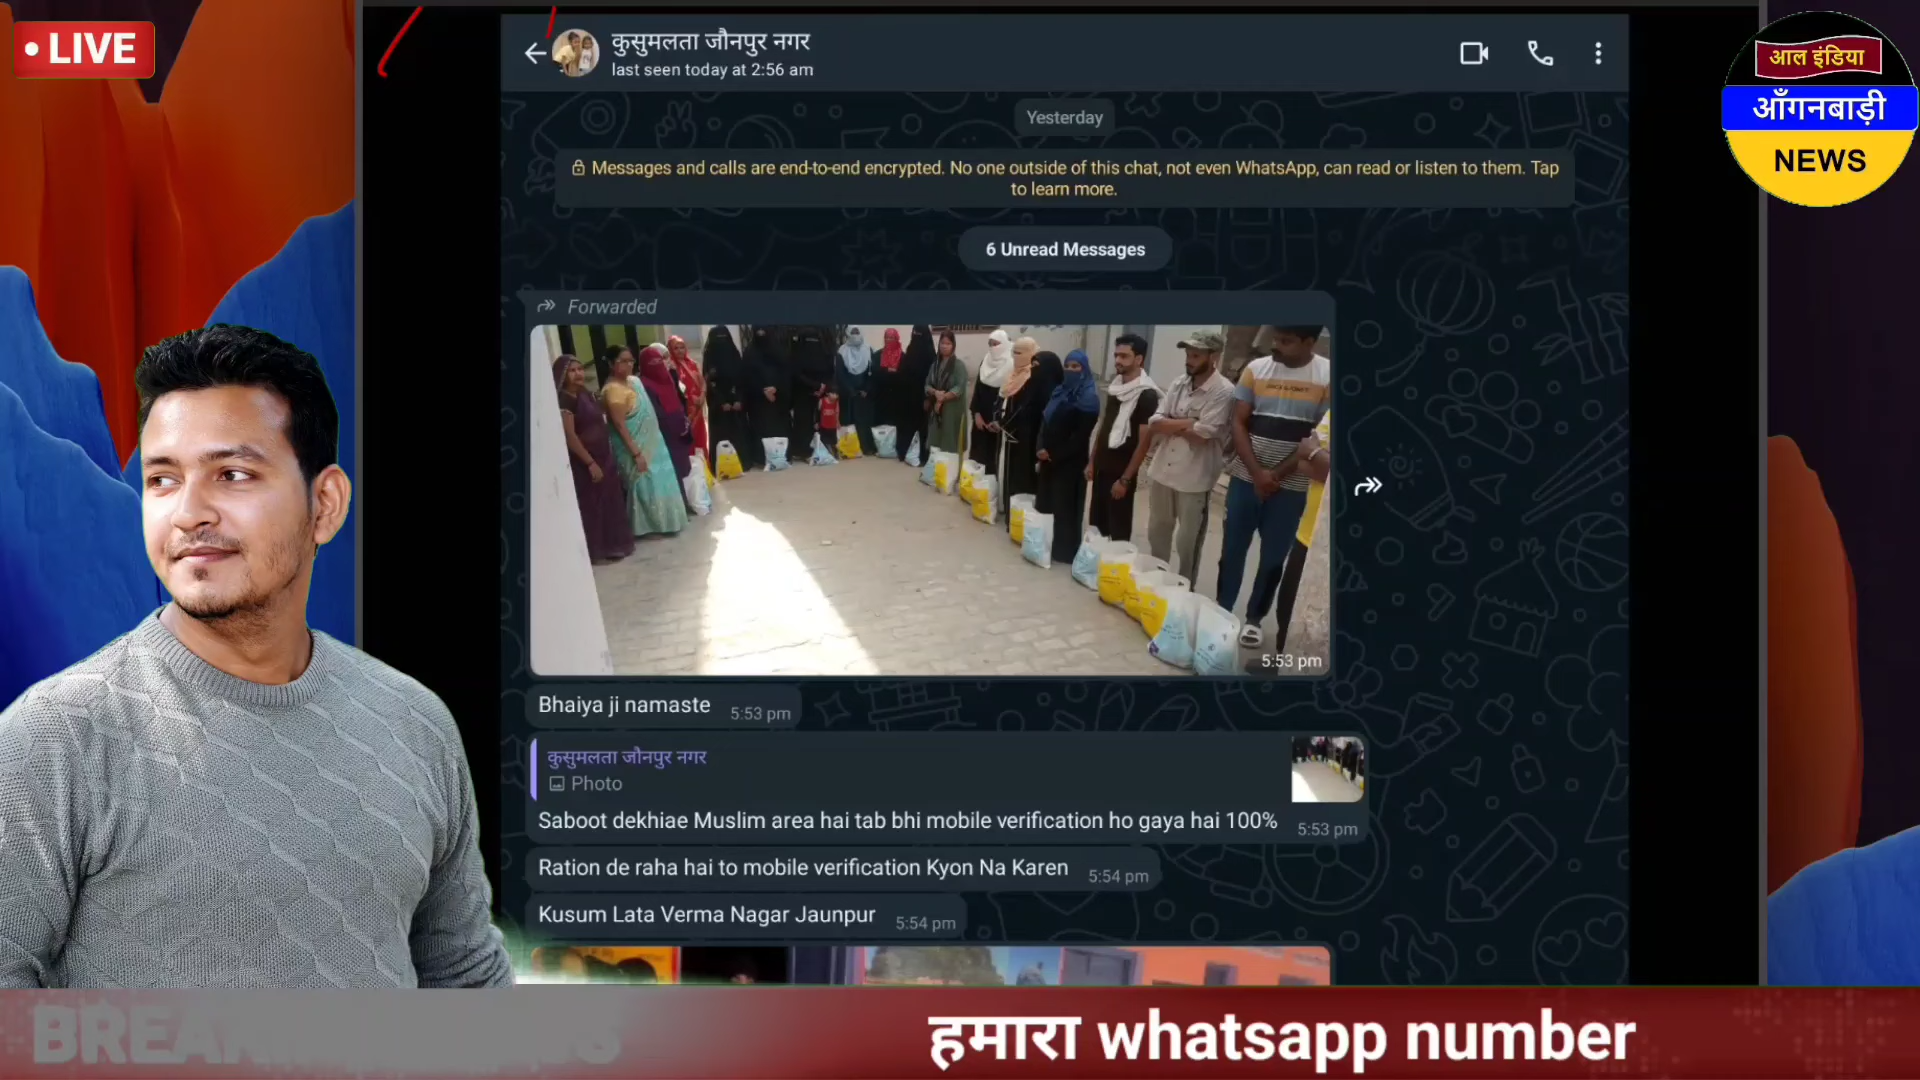 • LIVE
कुसुमलता जौनपुर नगर
last seen today at 2:56 am
आल इंडिया
आँगनबाड़ी
NEWS
Yesterday
Messages and calls are end-to-end encrypted. No one outside of this chat, not even WhatsApp, can read or listen to them. Tap
to learn more.
6 Unread Messages
Forwarded
5:53 pm
Bhaiya ji namaste 5:53 pm
कुसुमलता जौनपुर नगर
Photo
Saboot dekhiae Muslim area hai tab bhi mobile verification ho gaya hai 100% 5:53 pm
Ration de raha hai to mobile verification Kyon Na Karen 5:54 pm
Kusum Lata Verma Nagar Jaunpur 5:54 pm
हमारा whatsapp number